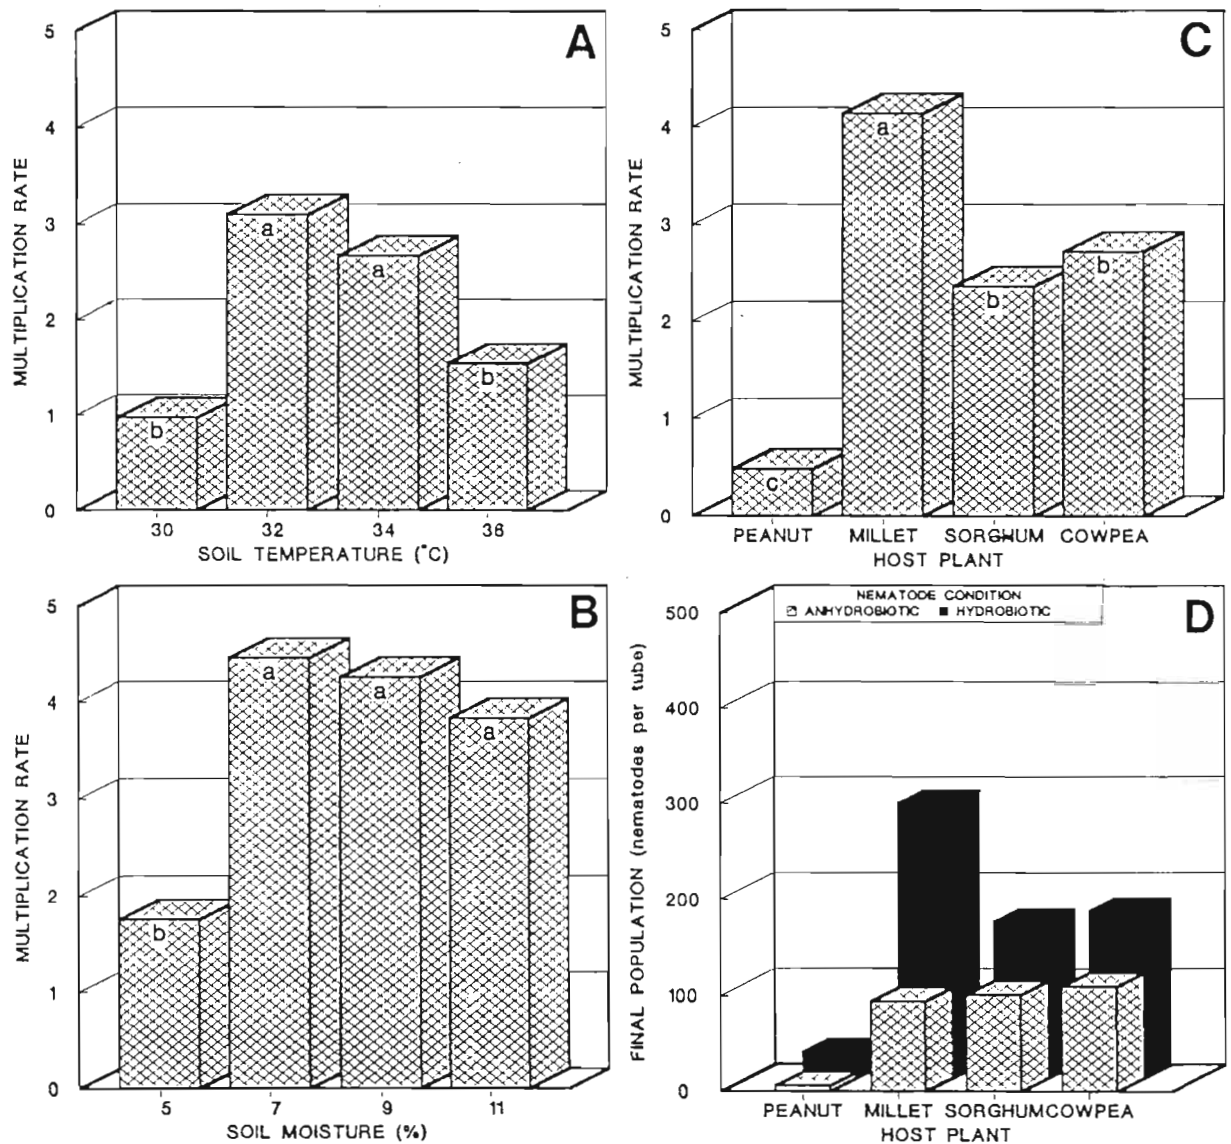 A
5
4
3
2
1
0
MULTIPLICATION RATE
a
a
b
b
30 32 34 36
SOIL TEMPERATURE (°C)
C
5
4
3
2
1
0
MULTIPLICATION RATE
a
b
b
c
PEANUT MILLET SORGHUM COWPEA
HOST PLANT
B
5
4
3
2
1
0
MULTIPLICATION RATE
a
a
a
b
5 7 9 11
SOIL MOISTURE (%)
D
NEMATODE CONDITION
ANHYDROBIOTIC HYDROBIOTIC
500
400
300
200
100
0
FINAL POPULATION (nematodes per tube)
PEANUT MILLET SORGHUM COWPEA
HOST PLANT